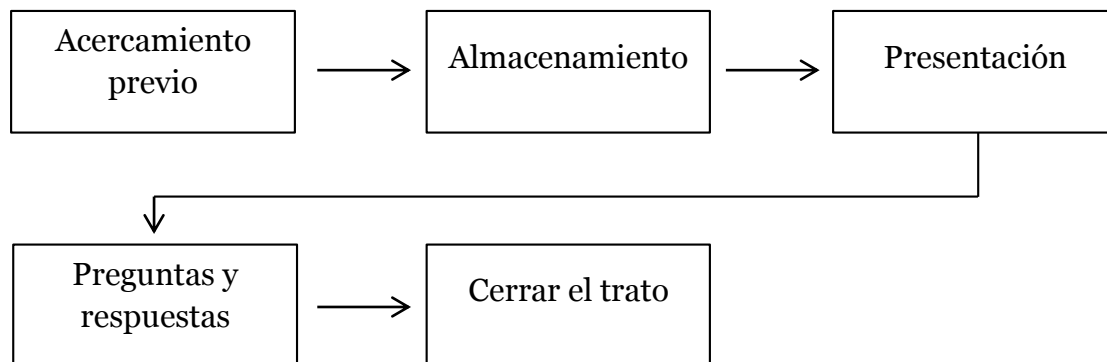 Acercamiento
previo
Almacenamiento
Presentación
Preguntas y
respuestas
Cerrar el trato